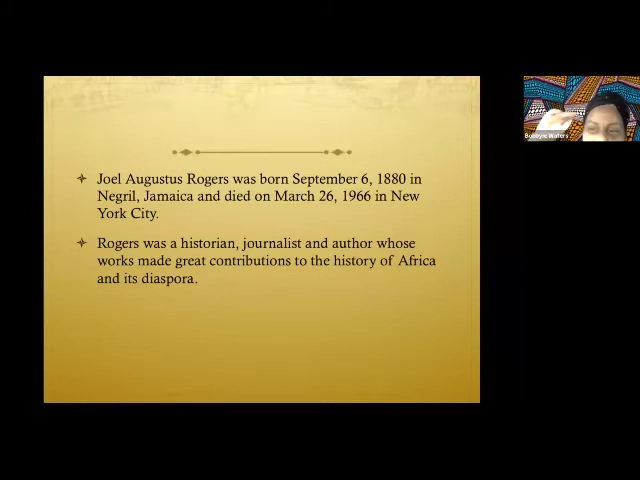 Joel Augustus Rogers was born September 6, 1880 in
Negril, Jamaica and died on March 26, 1966 in New
York City.
Rogers was a historian, journalist and author whose
works made great contributions to the history of Africa
and its diaspora.
Bobbyie Waters